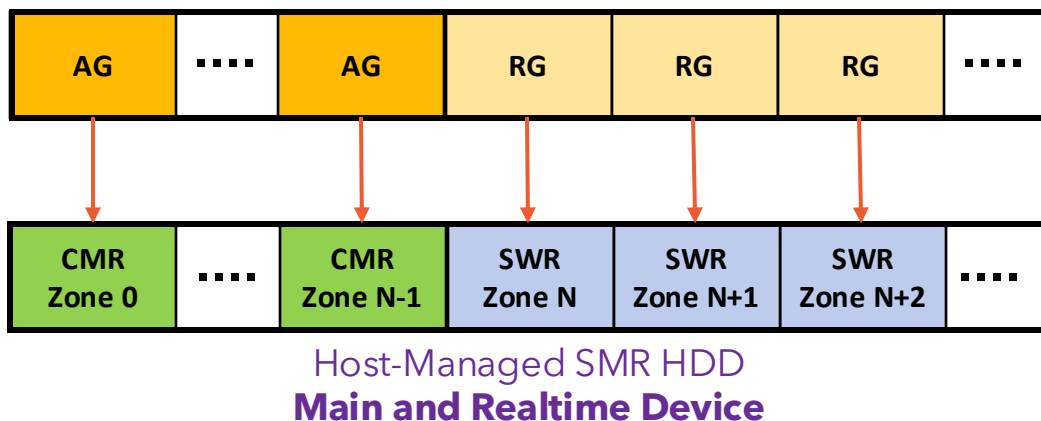 AG .... AG RG RG RG ....
CMR Zone 0 .... CMR Zone N-1 SWR Zone N SWR Zone N+1 SWR Zone N+2 ....
Host-Managed SMR HDD
Main and Realtime Device